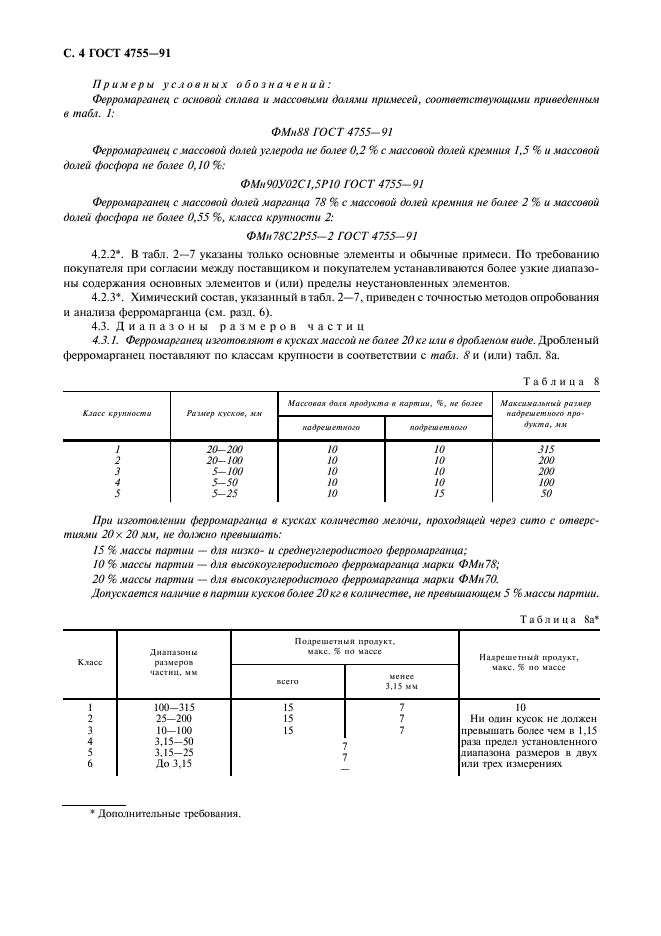 С. 4 ГОСТ 4755—91
Примеры условных обозначений:
Ферромарганец с основой сплава и массовыми долями примесей, соответствующими приведенным
в табл. 1:
ФМн88 ГОСТ 4755—91
Ферромарганец с массовой долей углерода не более 0,2 % с массовой долей кремния 1,5 % и массовой
долей фосфора не более 0,10 %:
ФМн90У02С1,5Р10 ГОСТ 4755—91
Ферромарганец с массовой долей марганца 78 % с массовой долей кремния не более 2 % и массовой
долей фосфора не более 0,55 %, класса крупности 2:
ФМн78С2Р55—2 ГОСТ 4755—91
4.2.2*. В табл. 2—7 указаны только основные элементы и обычные примеси. По требованию
покупателя при согласии между поставщиком и покупателем устанавливаются более узкие диапазо-
ны содержания основных элементов и (или) пределы неустановленных элементов.
4.2.3*. Химический состав, указанный в табл. 2—7, приведен с точностью методов опробования
и анализа ферромарганца (см. разд. 6).
4.3. Диапазоны размеров частиц
4.3.1. Ферромарганец изготовляют в кусках массой не более 20 кг или в дробленом виде. Дробленый
ферромарганец поставляют по классам крупности в соответствии с табл. 8 и (или) табл. 8а.
Таблица 8
Класс крупности
Размер кусков, мм
Массовая доля продукта в партии, %, не более
надрешетного
подрешетного
Максимальный размер
надрешетного про-
дукта, мм
1 20—200 10 10 315
2 20—100 10 10 200
3 5—100 10 10 200
4 5—50 10 10 100
5 5—25 10 15 50
При изготовлении ферромарганца в кусках количество мелочи, проходящей через сито с отверс-
тиями 20 × 20 мм, не должно превышать:
15 % массы партии — для низко- и среднеуглеродистого ферромарганца;
10 % массы партии — для высокоуглеродистого ферромарганца марки ФМн78;
20 % массы партии — для высокоуглеродистого ферромарганца марки ФМн70.
Допускается наличие в партии кусков более 20 кг в количестве, не превышающем 5 % массы партии.
Таблица 8а*
Класс
Диапазоны
размеров
частиц, мм
Подрешетный продукт,
макс. % по массе
всего
менее
3,15 мм
Надрешетный продукт,
макс. % по массе
1 100—315 15 7 10
2 25—200 15 7 Ни один кусок не должен
3 10—100 15 7 превышать более чем в 1,15
4 3,15—50 7 раза предел установленного
5 3,15—25 7 диапазона размеров в двух
6 До 3,15 — или трех измерениях
* Дополнительные требования.